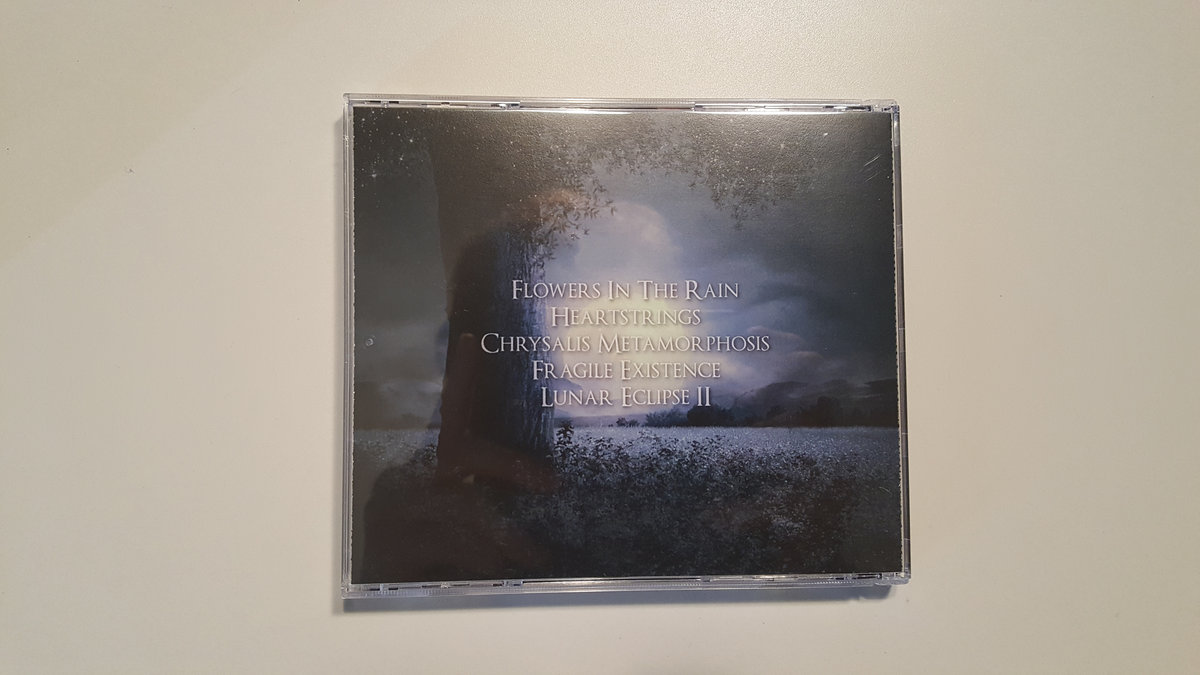 Flowers In The Rain
Heartstrings
Chrysalis Metamorphosis
Fragile Existence
Lunar Eclipse II